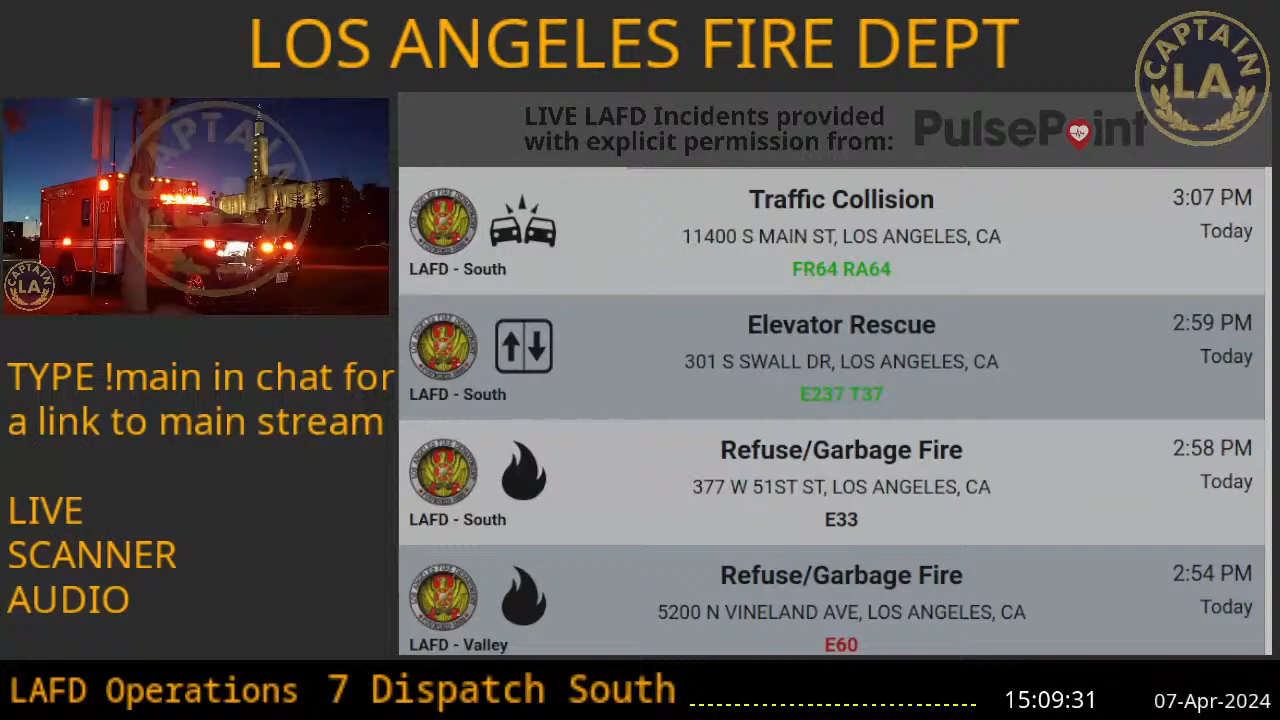 LOS ANGELES FIRE DEPT
CAPTAIN
LA
LIVE LAFD Incidents provided
with explicit permission from:
PulsePoint
CAPTAIN
CAPTAIN
LA
Traffic Collision
3:07 PM
11400 S MAIN ST, LOS ANGELES, CA
Today
LAFD - South
FR64 RA64
Elevator Rescue
2:59 PM
301 S SWALL DR, LOS ANGELES, CA
Today
LAFD - South
E237 T37
Refuse/Garbage Fire
2:58 PM
377 W 51ST ST, LOS ANGELES, CA
Today
LAFD - South
E33
Refuse/Garbage Fire
2:54 PM
5200 N VINELAND AVE, LOS ANGELES, CA
Today
LAFD - Valley
E60
TYPE !main in chat for
a link to main stream
LIVE
SCANNER
AUDIO
LAFD Operations 7 Dispatch South
15:09:31 07-Apr-2024